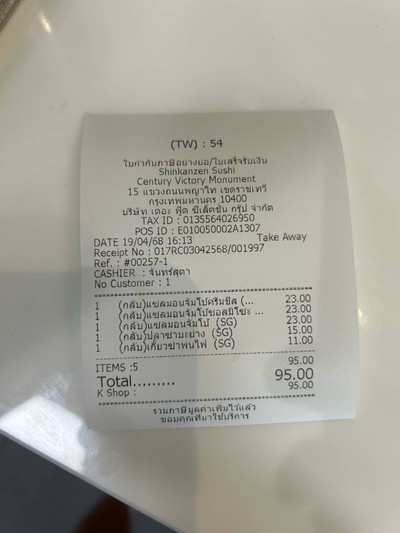 (TW) : 54
ใบกำกับภาษีอย่างย่อ/ใบเสร็จรับเงิน
Shinkanzen Sushi
Century Victory Monument
15 แขวงถนนพญาไท เขตราชเทวี
กรุงเทพมหานคร 10400
บริษัท เดอะ ฟู้ด ซีเล็คชั่น กรุ๊ป จำกัด
TAX ID : 0135564026950
POS ID : E010050002A1307
DATE 19/04/68 16:13 Take Away
Receipt No : 017RC03042568/001997
Ref. : #00257-1
CASHIER : จันทร์สุดา
No Customer : 1
1 (กลับ)แซลมอนจัมโบ้ครีมชีส (... 23.00
1 (กลับ)แซลมอนจัมโบ้ซอสมิโซะ ... 23.00
1 (กลับ)แซลมอนจัมโบ้ (SG) 23.00
1 (กลับ)ปลาซาบะย่าง (SG) 15.00
1 (กลับ)เกี๊ยวซ่าพ่นไฟ (SG) 11.00
ITEMS :5 95.00
Total......... 95.00
K Shop : 95.00
รวมภาษีมูลค่าเพิ่มไว้แล้ว
ขอบคุณที่มาใช้บริการ